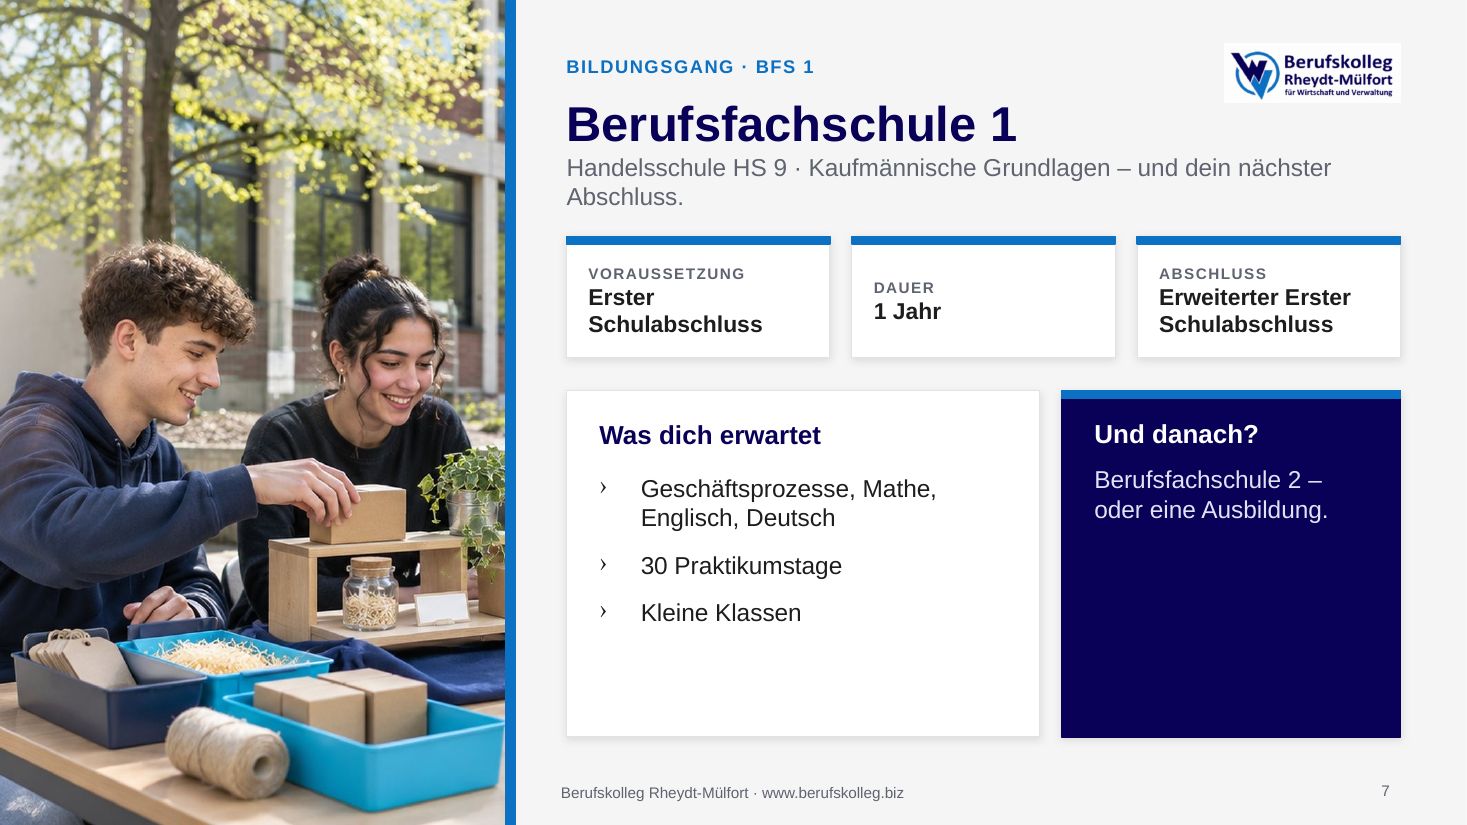 BILDUNGSGANG · BFS 1
Berufskolleg
Rheydt-Mülfort
für Wirtschaft und Verwaltung
Berufsfachschule 1
Handelsschule HS 9 · Kaufmännische Grundlagen – und dein nächster
Abschluss.
VORAUSSETZUNG
Erster
Schulabschluss
DAUER
1 Jahr
ABSCHLUSS
Erweiterter Erster
Schulabschluss
Was dich erwartet
› Geschäftsprozesse, Mathe,
Englisch, Deutsch
› 30 Praktikumstage
› Kleine Klassen
Und danach?
Berufsfachschule 2 –
oder eine Ausbildung.
Berufskolleg Rheydt-Mülfort · www.berufskolleg.biz
7